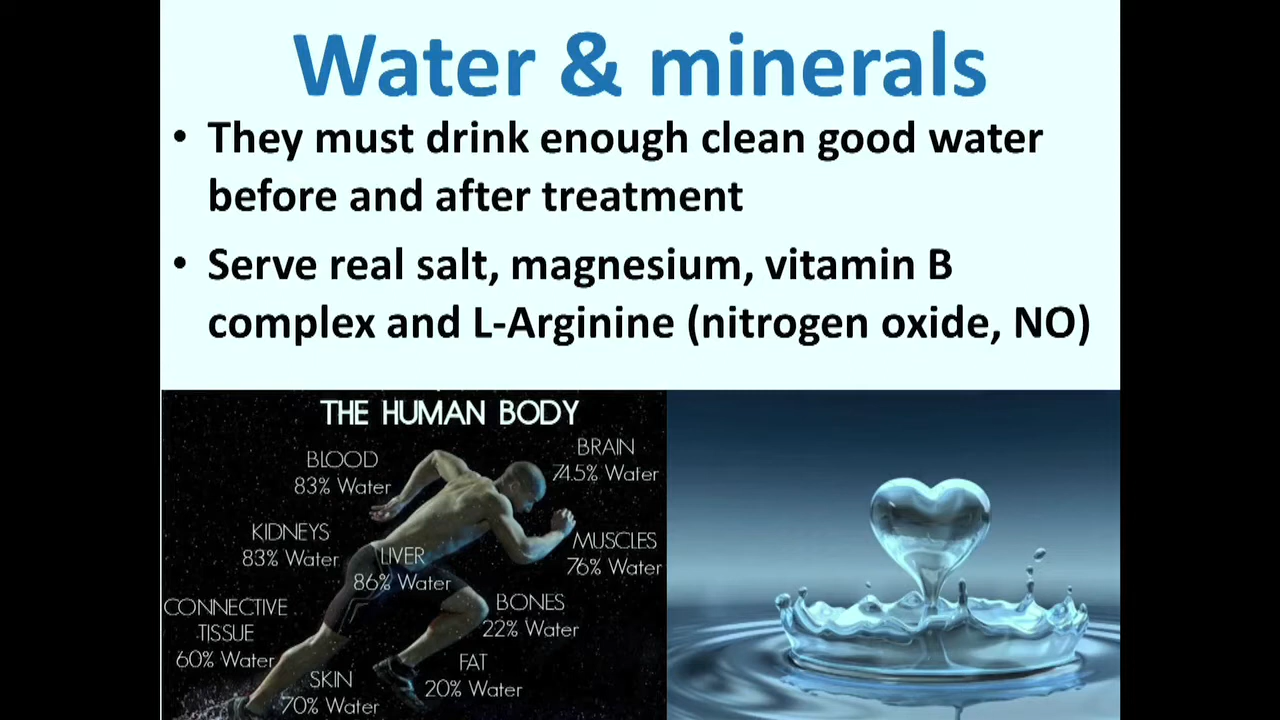 Water & minerals
• They must drink enough clean good water
before and after treatment
• Serve real salt, magnesium, vitamin B
complex and L-Arginine (nitrogen oxide, NO)
THE HUMAN BODY
BRAIN
74.5% Water
BLOOD
83% Water
KIDNEYS
83% Water
LIVER
86% Water
MUSCLES
76% Water
CONNECTIVE
TISSUE
60% Water
BONES
22% Water
SKIN
70% Water
FAT
20% Water